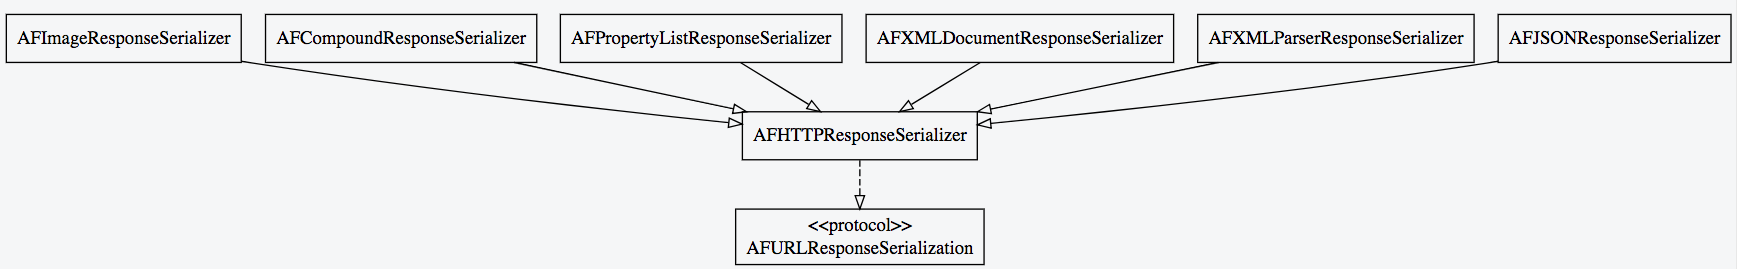 AFImageResponseSerializer
AFCompoundResponseSerializer
AFPropertyListResponseSerializer
AFXMLDocumentResponseSerializer
AFXMLParserResponseSerializer
AFJSONResponseSerializer
AFHTTPResponseSerializer
<<protocol>>
AFURLResponseSerialization